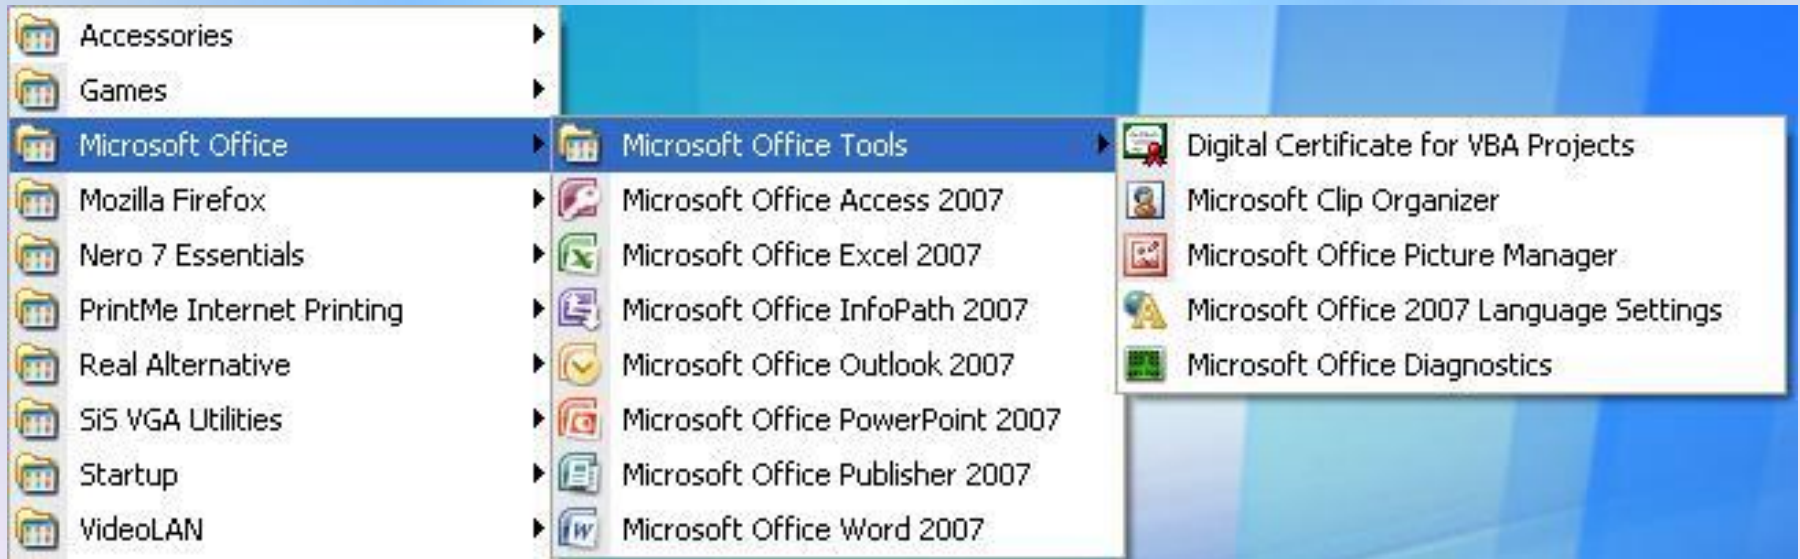 Accessories
Games
Microsoft Office
Mozilla Firefox
Nero 7 Essentials
PrintMe Internet Printing
Real Alternative
SiS VGA Utilities
Startup
VideoLAN
Microsoft Office Tools
Microsoft Office Access 2007
Microsoft Office Excel 2007
Microsoft Office InfoPath 2007
Microsoft Office Outlook 2007
Microsoft Office PowerPoint 2007
Microsoft Office Publisher 2007
Microsoft Office Word 2007
Digital Certificate for VBA Projects
Microsoft Clip Organizer
Microsoft Office Picture Manager
Microsoft Office 2007 Language Settings
Microsoft Office Diagnostics